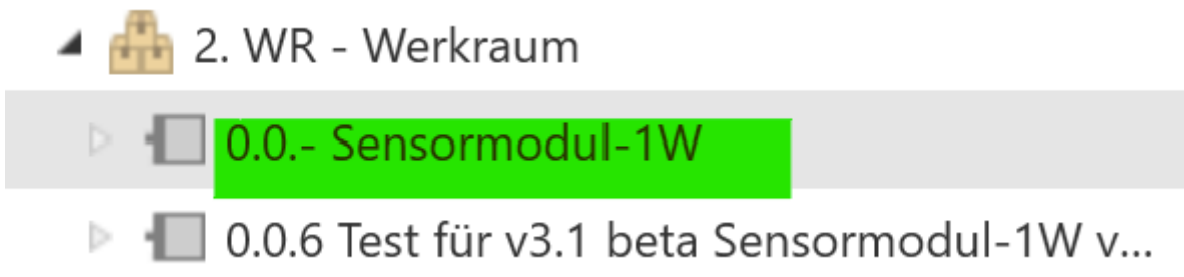 2. WR - Werkraum
0.0.- Sensormodul-1W
0.0.6 Test für v3.1 beta Sensormodul-1W v...